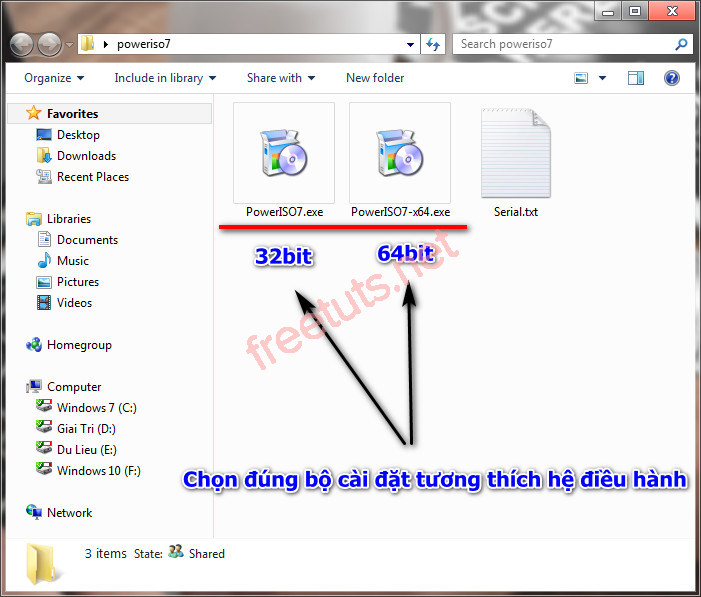 poweriso7
Search poweriso7
Organize
Include in library
Share with
New folder
Favorites
Desktop
Downloads
Recent Places
Libraries
Documents
Music
Pictures
Videos
Homegroup
Computer
Windows 7 (C:)
Giai Tri (D:)
Du Lieu (E:)
Windows 10 (F:)
Network
PowerISO7.exe
PowerISO7-x64.exe
Serial.txt
32bit
64bit
freetuts.net
Chọn đúng bộ cài đặt tương thích hệ điều hành
3 items State: Shared